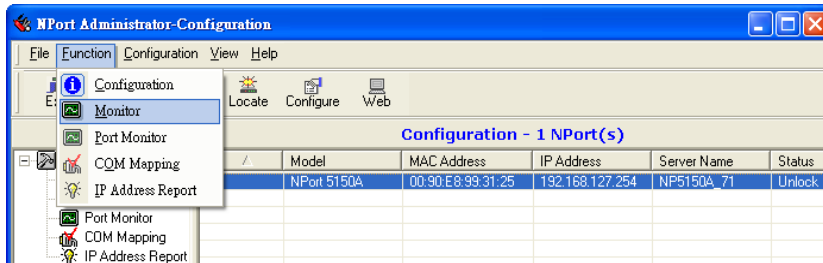 NPort Administrator-Configuration
File Function Configuration View Help
Configuration
Monitor
Port Monitor
COM Mapping
IP Address Report
Locate Configure Web
Configuration - 1 NPort(s)
Model MAC Address IP Address Server Name Status
NPort 5150A 00:90:E8:99:31:25 192.168.127.254 NP5150A_71 Unlock
Port Monitor
COM Mapping
IP Address Report